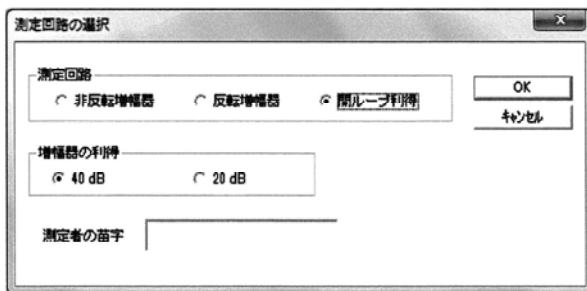 測定回路の選択
測定回路
非反転増幅器 反転増幅器 開ループ利得
OK
キャンセル
増幅器の利得
40 dB 20 dB
測定者の苗字